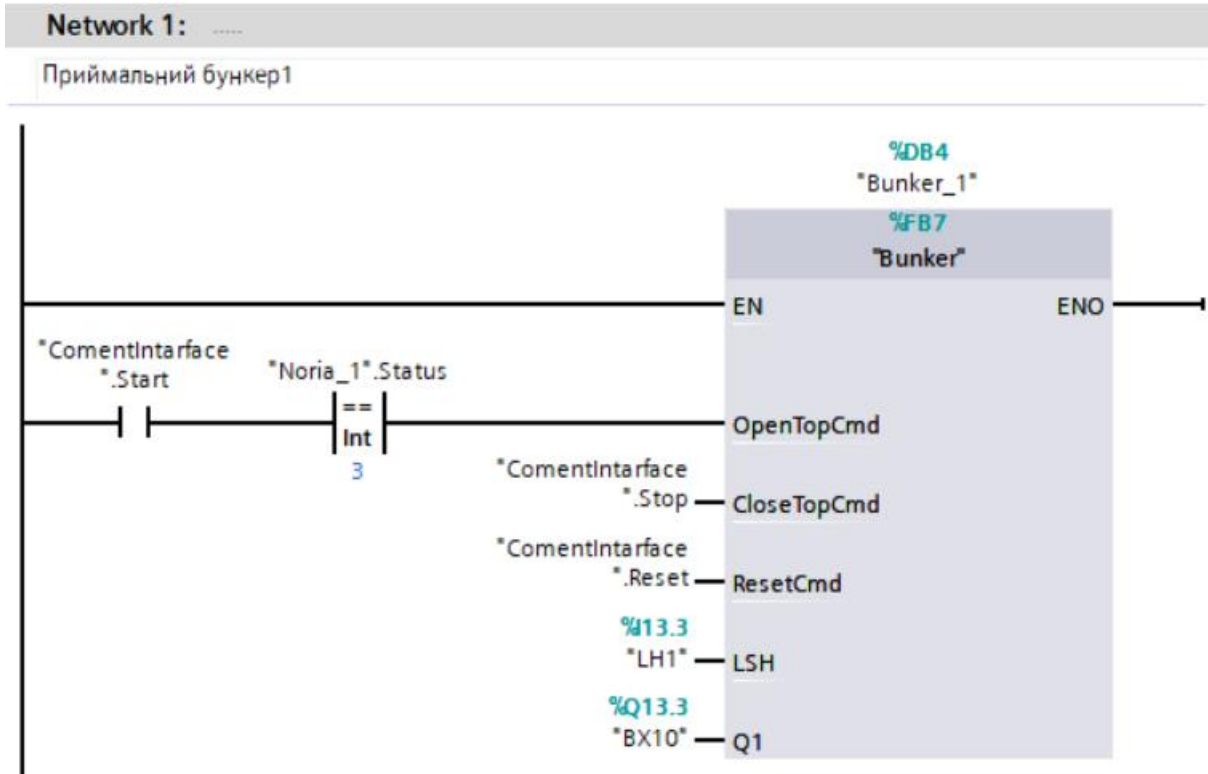 Network 1: .....
Приймальний бункер1
%DB4
"Bunker_1"
%FB7
"Bunker"
EN ENO
"ComentIntarface
".Start
"Noria_1".Status
==
Int
3
OpenTopCmd
"ComentIntarface
".Stop
CloseTopCmd
"ComentIntarface
".Reset
ResetCmd
%I13.3
"LH1"
LSH
%Q13.3
"BX10"
Q1